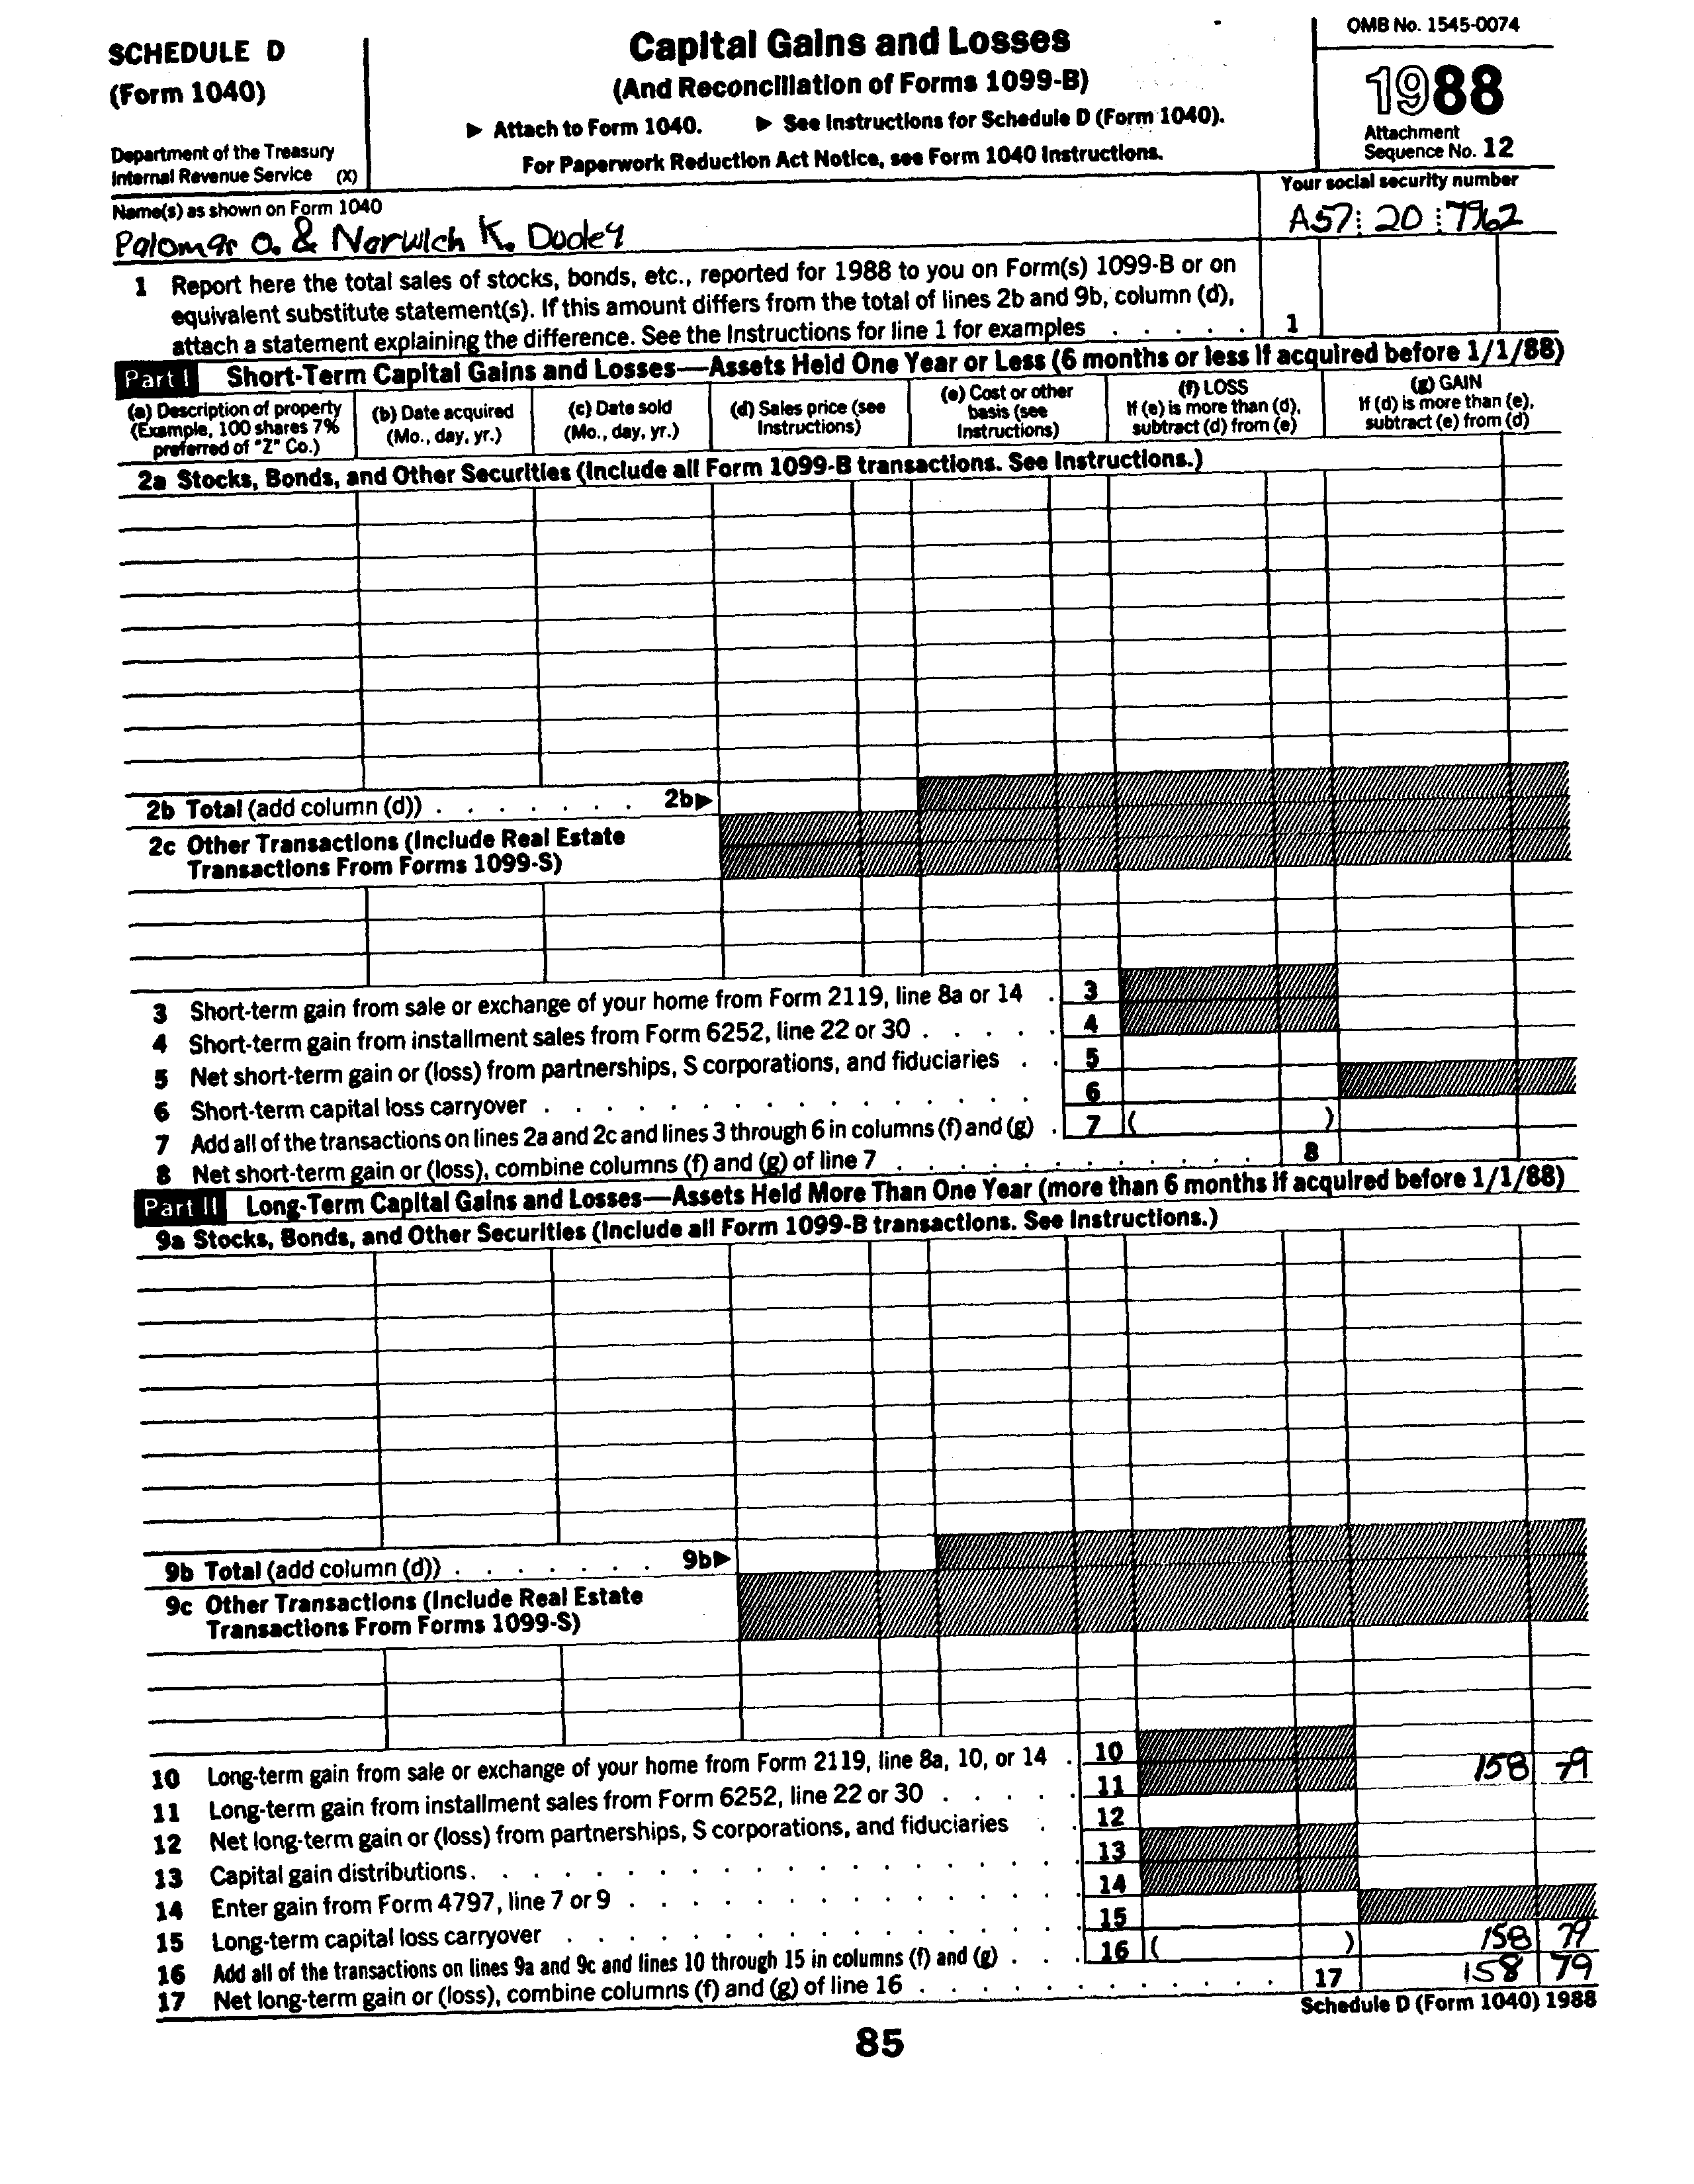 SCHEDULE D
(Form 1040)
Department of the Treasury
Internal Revenue Service (X)
Capital Gains and Losses
(And Reconciliation of Forms 1099-B)
▶ Attach to Form 1040. ▶ See Instructions for Schedule D (Form 1040).
For Paperwork Reduction Act Notice, see Form 1040 Instructions.
OMB No. 1545-0074
1988
Attachment
Sequence No. 12
Name(s) as shown on Form 1040
Palomar O. & Norwich K. Dudley
Your social security number
A57 20 7962
1 Report here the total sales of stocks, bonds, etc., reported for 1988 to you on Form(s) 1099-B or on
equivalent substitute statement(s). If this amount differs from the total of lines 2b and 9b, column (d),
attach a statement explaining the difference. See the Instructions for line 1 for examples . . . . . 1
Part I Short-Term Capital Gains and Losses—Assets Held One Year or Less (6 months or less if acquired before 1/1/88)
(a) Description of property
(Example, 100 shares 7%
preferred of "Z" Co.)
(b) Date acquired
(Mo., day, yr.)
(c) Date sold
(Mo., day, yr.)
(d) Sales price (see
Instructions)
(e) Cost or other
basis (see
Instructions)
(f) LOSS
If (e) is more than (d),
subtract (d) from (e)
(g) GAIN
If (d) is more than (e),
subtract (e) from (d)
2a Stocks, Bonds, and Other Securities (Include all Form 1099-B transactions. See Instructions.)
2b Total (add column (d)) . . . . . . . 2b▶
2c Other Transactions (Include Real Estate
Transactions From Forms 1099-S)
3 Short-term gain from sale or exchange of your home from Form 2119, line 8a or 14 . 3
4 Short-term gain from installment sales from Form 6252, line 22 or 30 . . . . . 4
5 Net short-term gain or (loss) from partnerships, S corporations, and fiduciaries . . 5
6 Short-term capital loss carryover . . . . . . . . . . . . . . . . 6
7 Add all of the transactions on lines 2a and 2c and lines 3 through 6 in columns (f) and (g) . 7 ( )
8 Net short-term gain or (loss), combine columns (f) and (g) of line 7 . . . . . . . . . . . . . 8
Part II Long-Term Capital Gains and Losses—Assets Held More Than One Year (more than 6 months if acquired before 1/1/88)
9a Stocks, Bonds, and Other Securities (Include all Form 1099-B transactions. See Instructions.)
9b Total (add column (d)) . . . . . . . 9b▶
9c Other Transactions (Include Real Estate
Transactions From Forms 1099-S)
10 Long-term gain from sale or exchange of your home from Form 2119, line 8a, 10, or 14 . 10
11 Long-term gain from installment sales from Form 6252, line 22 or 30 . . . . . 11 158 79
12 Net long-term gain or (loss) from partnerships, S corporations, and fiduciaries . . 12
13 Capital gain distributions . . . . . . . . . . . . . . . . . . 13
14 Enter gain from Form 4797, line 7 or 9 . . . . . . . . . . . . . . 14
15 Long-term capital loss carryover . . . . . . . . . . . . . . . . 15
16 Add all of the transactions on lines 9a and 9c and lines 10 through 15 in columns (f) and (g) . . . 16 ( ) 158 79
17 Net long-term gain or (loss), combine columns (f) and (g) of line 16 . . . . . . . . . . . . . 17 158 79
Schedule D (Form 1040) 1988
85